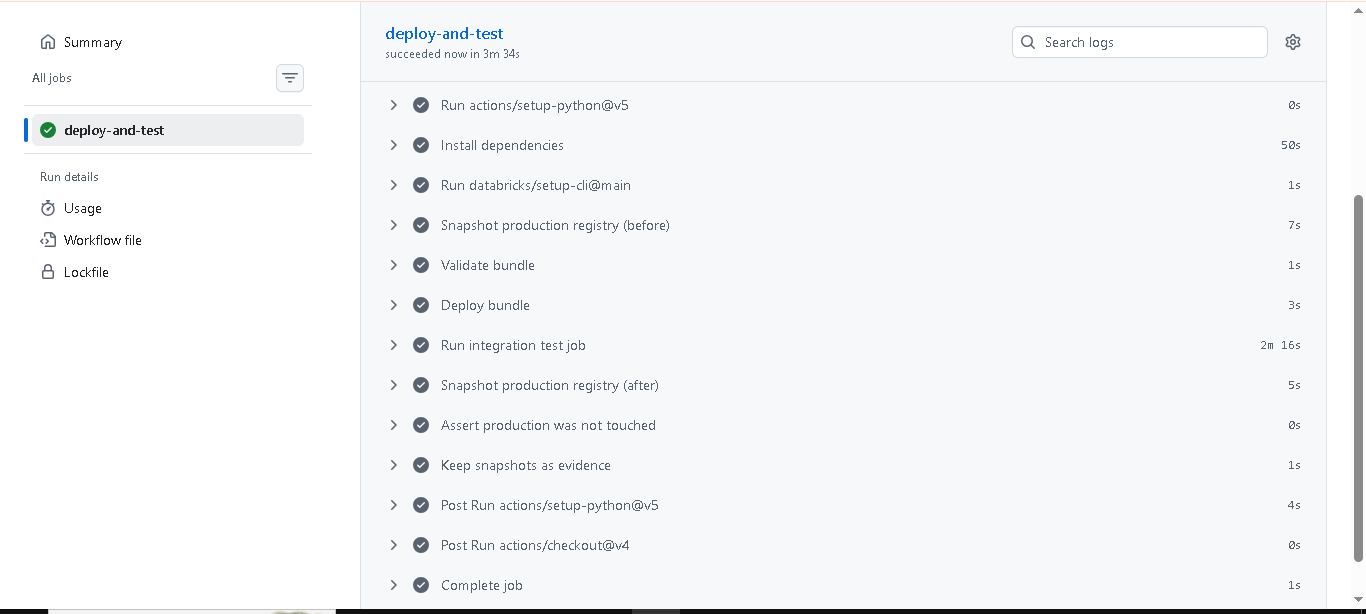 Summary
All jobs
deploy-and-test
Run details
Usage
Workflow file
Lockfile
deploy-and-test
succeeded now in 3m 34s
Search logs
Run actions/setup-python@v5 0s
Install dependencies 50s
Run databricks/setup-cli@main 1s
Snapshot production registry (before) 7s
Validate bundle 1s
Deploy bundle 3s
Run integration test job 2m 16s
Snapshot production registry (after) 5s
Assert production was not touched 0s
Keep snapshots as evidence 1s
Post Run actions/setup-python@v5 4s
Post Run actions/checkout@v4 0s
Complete job 1s